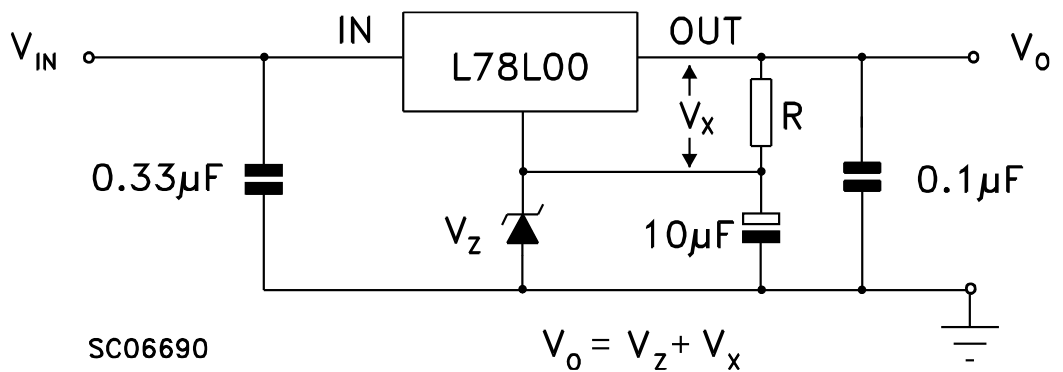 V_IN
IN
L78L00
OUT
V_O
V_X
R
0.33μF
V_Z
10μF
0.1μF
SC06690
V_O = V_Z + V_X